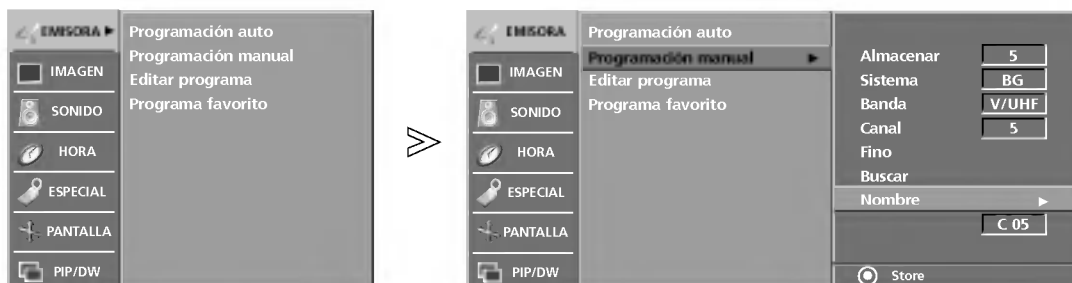 EMISORA
IMAGEN
SONIDO
HORA
ESPECIAL
PANTALLA
PIP/DW
Programación auto
Programación manual
Editar programa
Programa favorito
EMISORA
IMAGEN
SONIDO
HORA
ESPECIAL
PANTALLA
PIP/DW
Programación auto
Programación manual
Editar programa
Programa favorito
Almacenar 5
Sistema BG
Banda V/UHF
Canal 5
Fino
Buscar
Nombre
C 05
Store